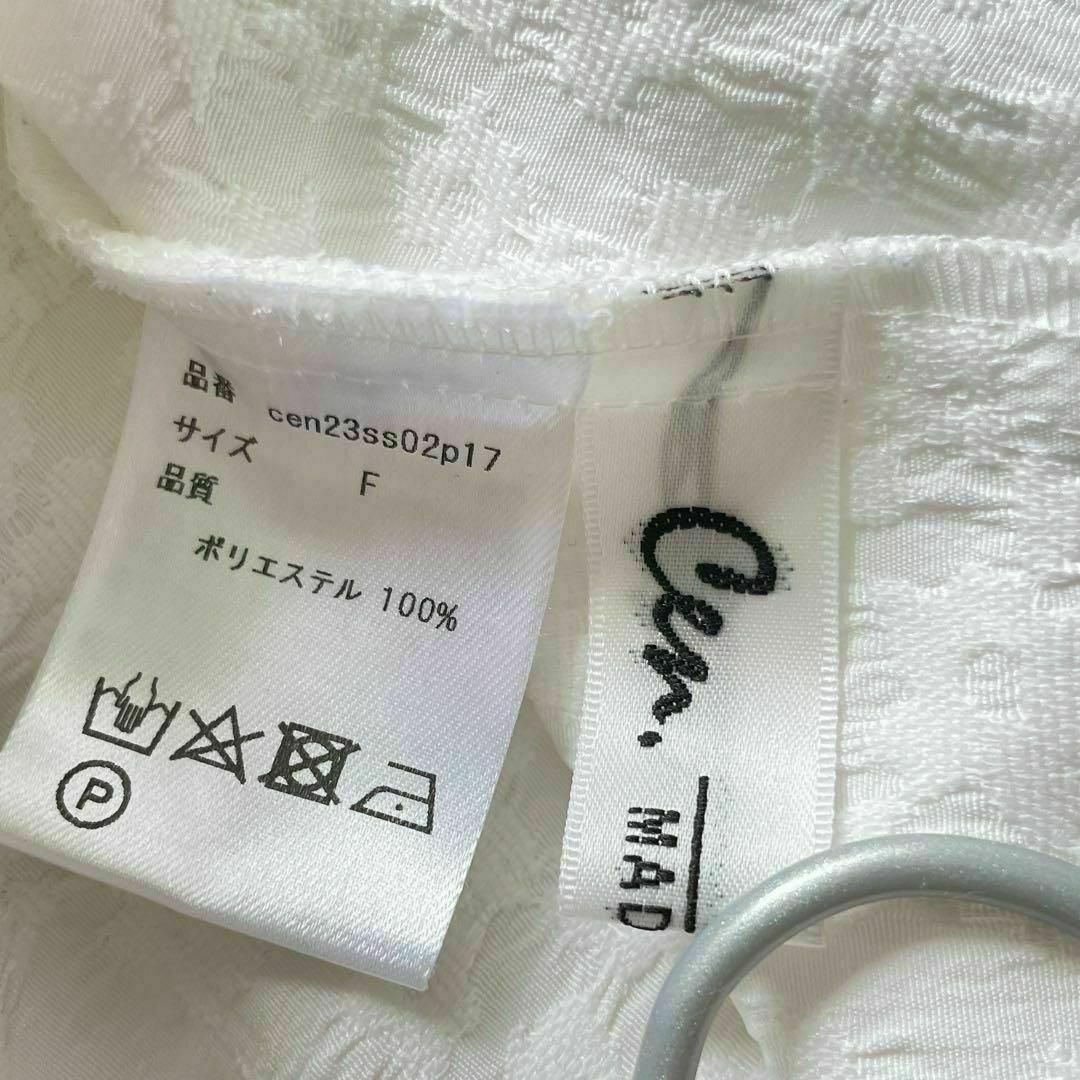 品番 cen23ss02p17
サイズ F
品質
ポリエステル 100%
P
Cen.
MAD